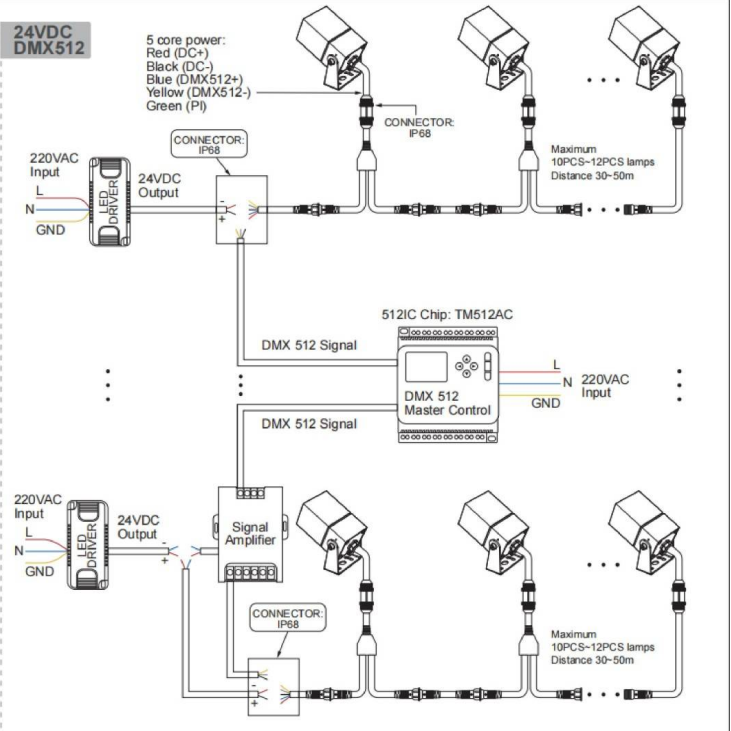 24VDC
DMX512
5 core power:
Red (DC+)
Black (DC-)
Blue (DMX512+)
Yellow (DMX512-)
Green (PI)
CONNECTOR:
IP68
CONNECTOR:
IP68
Maximum
10PCS~12PCS lamps
Distance 30~50m
220VAC
Input
L
N
GND
LED
DRIVER
24VDC
Output
-
+
512IC Chip: TM512AC
DMX 512 Signal
DMX 512
Master Control
L
N
GND
220VAC
Input
DMX 512 Signal
220VAC
Input
L
N
GND
LED
DRIVER
24VDC
Output
-
+
Signal
Amplifier
CONNECTOR:
IP68
-
+
Maximum
10PCS~12PCS lamps
Distance 30~50m